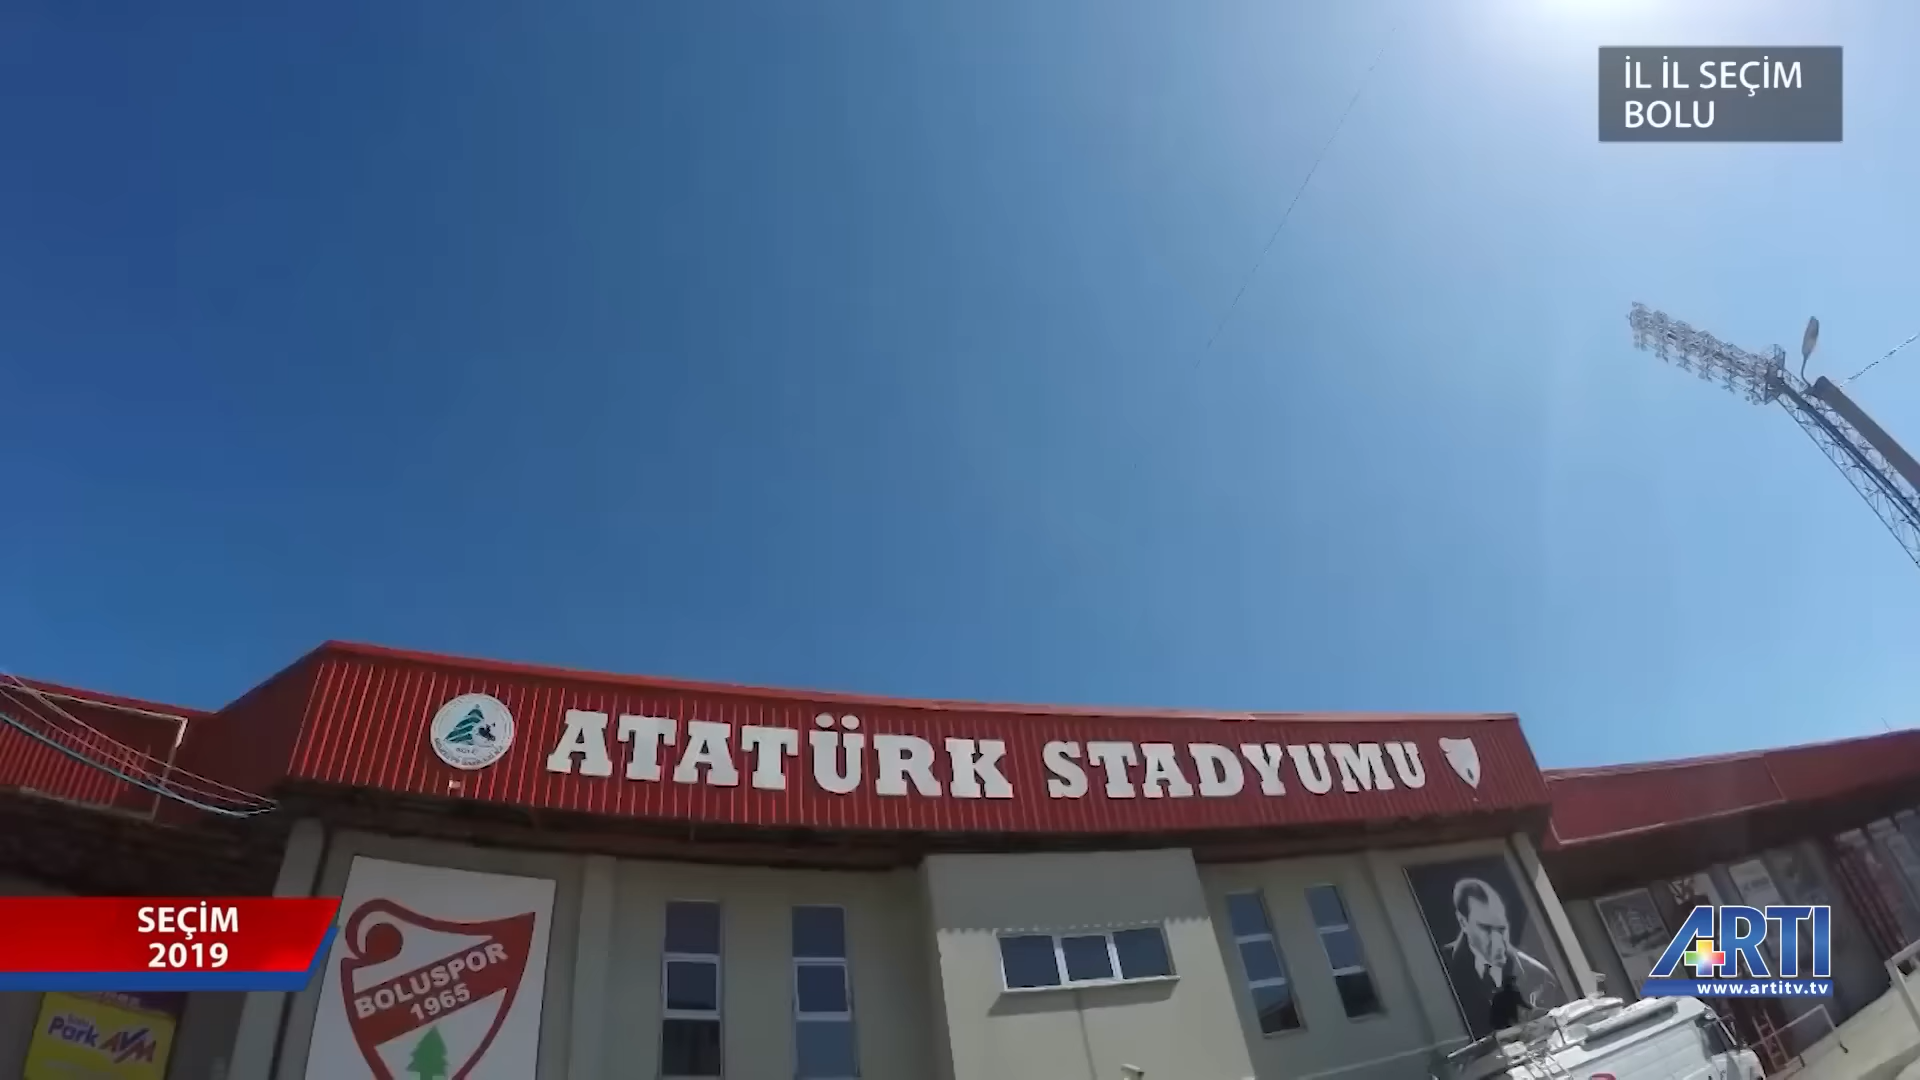 İL İL SEÇİM
BOLU
ATATÜRK STADYUMU
SEÇİM
2019
BOLUSPOR
1965
Park AVM
ARTI
www.artitv.tv